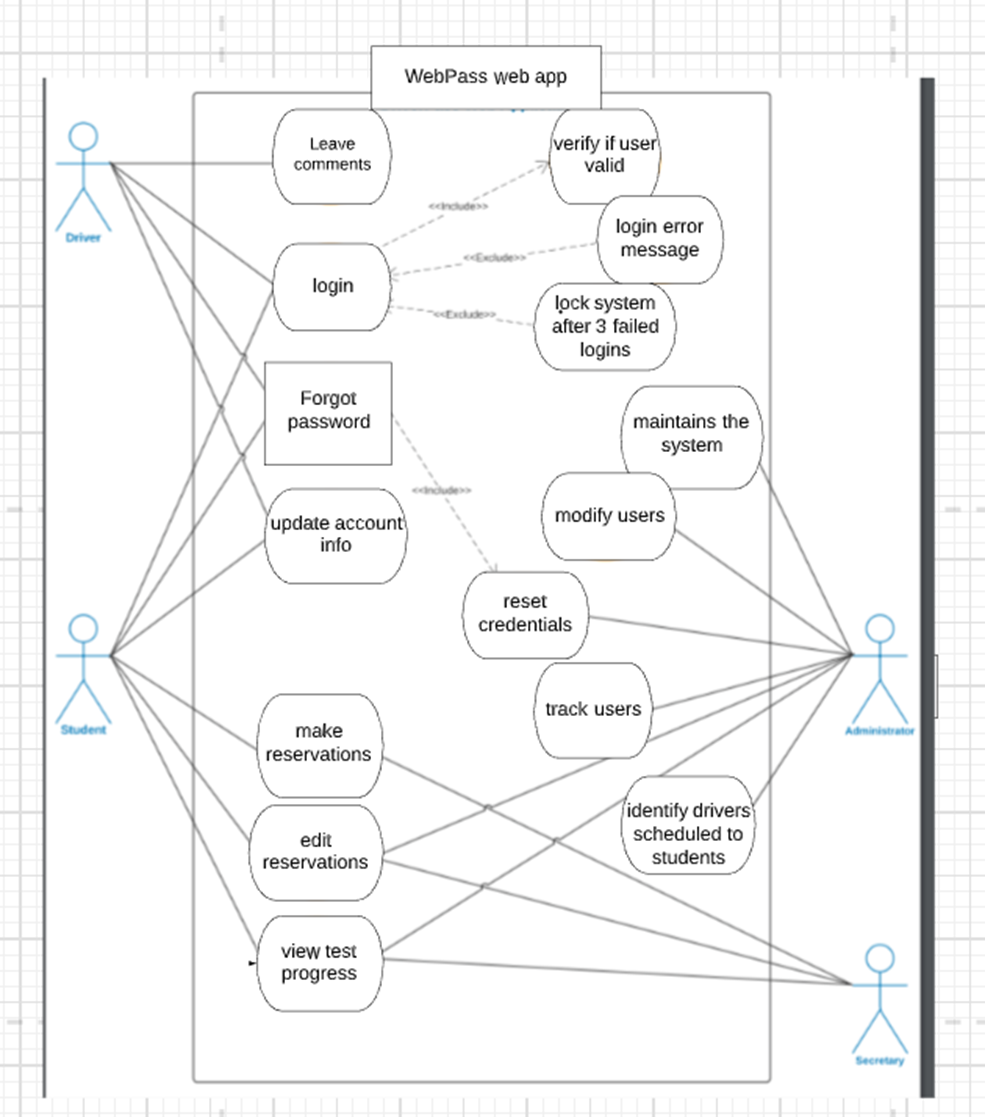 WebPass web app
Leave
comments
verify if user
valid
<<Include>>
login error
message
Driver
<<Exclude>>
login
lock system
after 3 failed
logins
<<Exclude>>
Forgot
password
maintains the
system
<<Include>>
modify users
update account
info
reset
credentials
Student
Administrator
track users
make
reservations
identify drivers
scheduled to
students
edit
reservations
view test
progress
Secretary